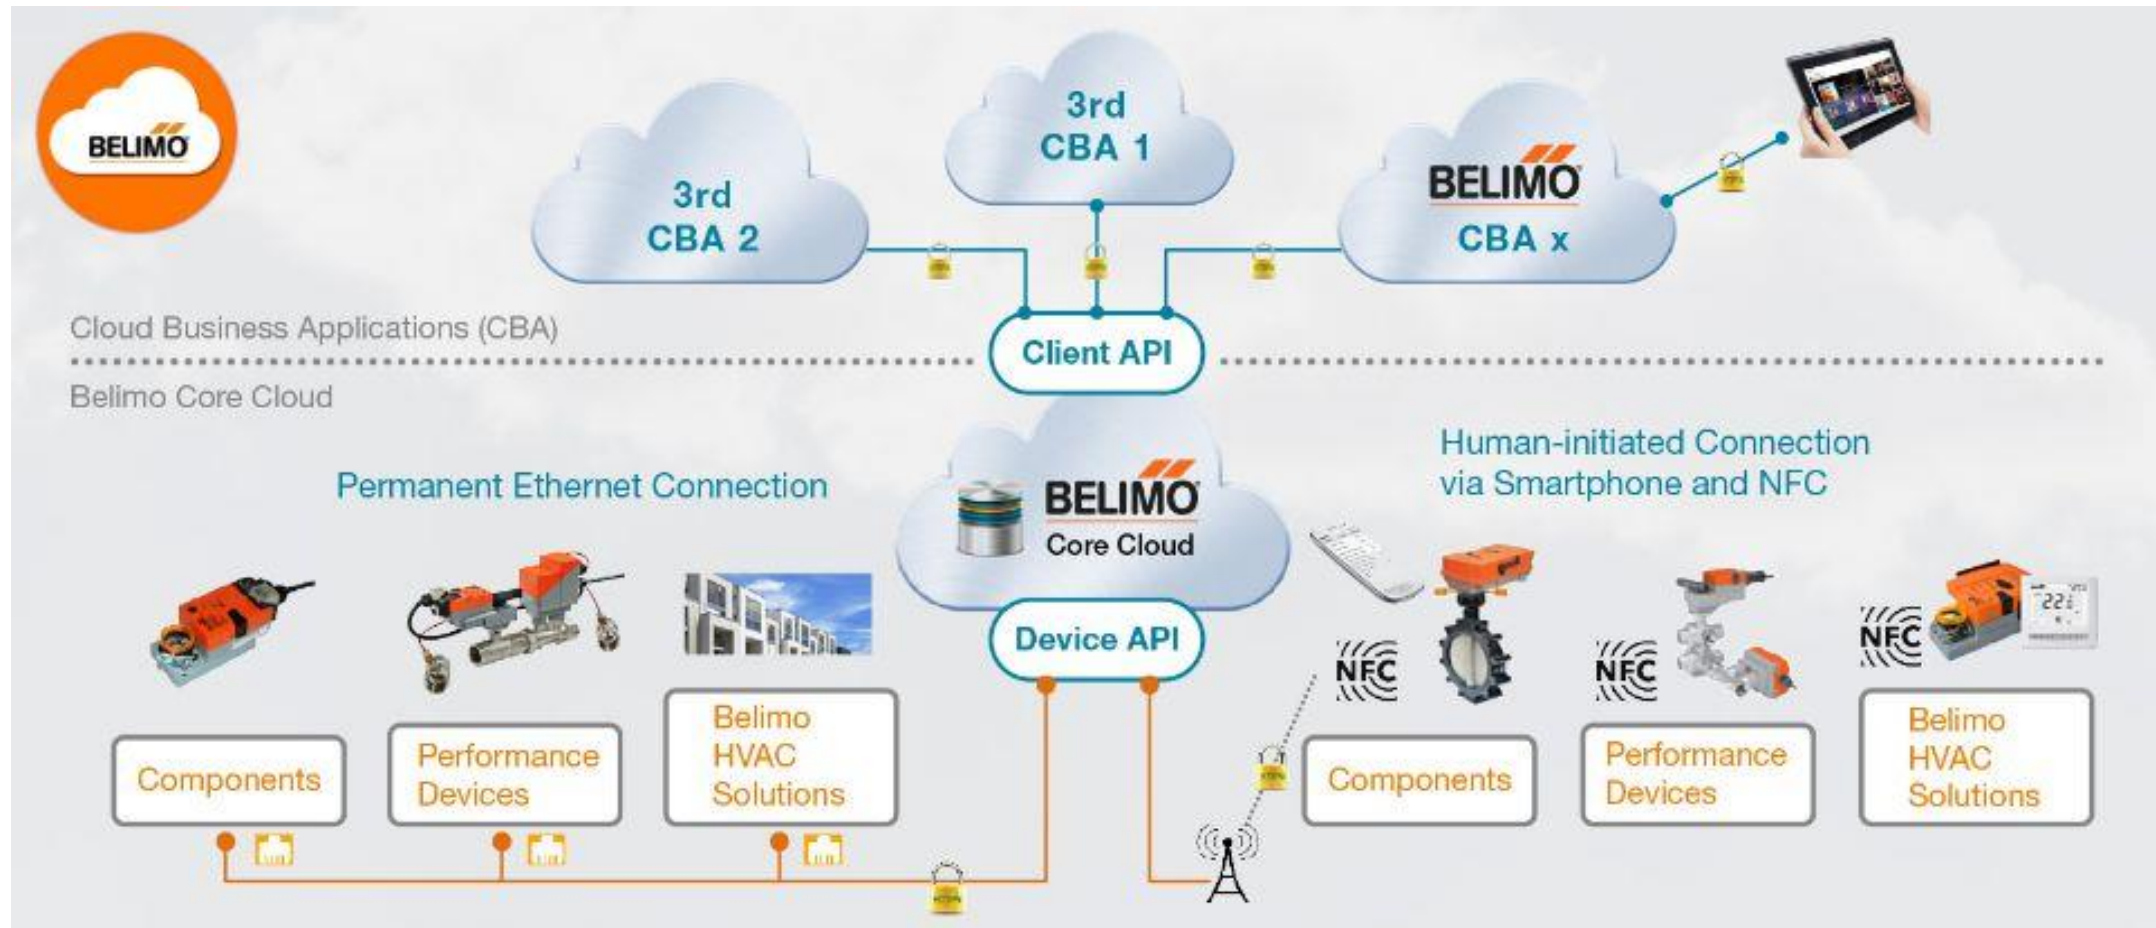 BELIMO
3rd
CBA 1
3rd
CBA 2
BELIMO
CBA x
Cloud Business Applications (CBA)
Client API
Belimo Core Cloud
Permanent Ethernet Connection
BELIMO
Core Cloud
Human-initiated Connection
via Smartphone and NFC
Device API
NFC
NFC
NFC
Components
Performance
Devices
Belimo
HVAC
Solutions
Components
Performance
Devices
Belimo
HVAC
Solutions